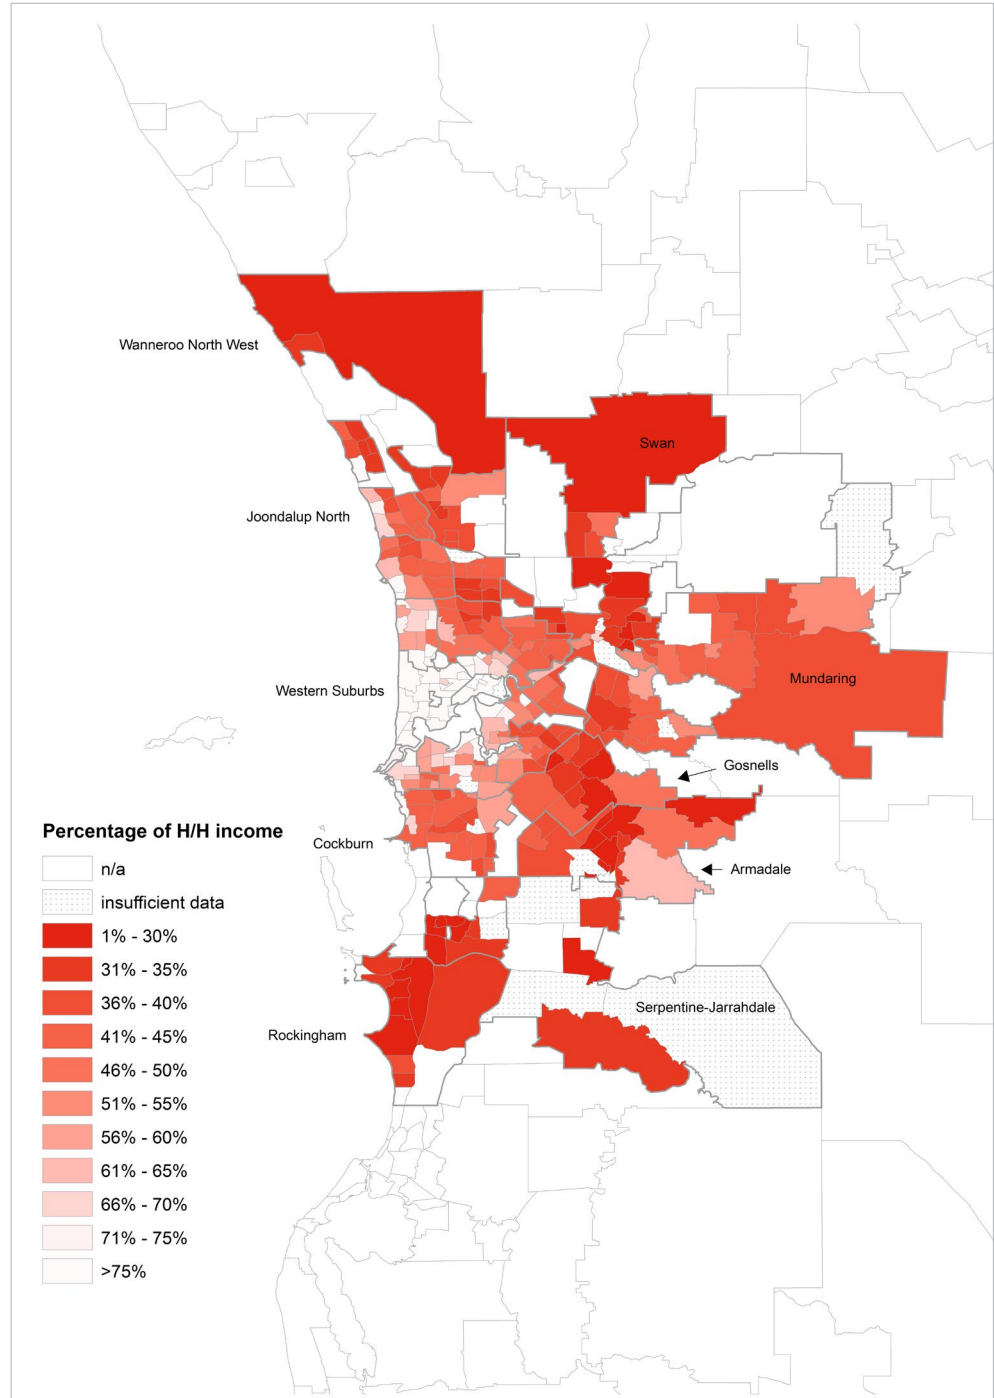 Wanneroo North West
Swan
Joondalup North
Western Suburbs
Mundaring
Gosnells
Percentage of H/H income
Cockburn
Armadale
n/a
insufficient data
1% - 30%
31% - 35%
36% - 40%
Serpentine-Jarrahdale
41% - 45%
Rockingham
46% - 50%
51% - 55%
56% - 60%
61% - 65%
66% - 70%
71% - 75%
>75%